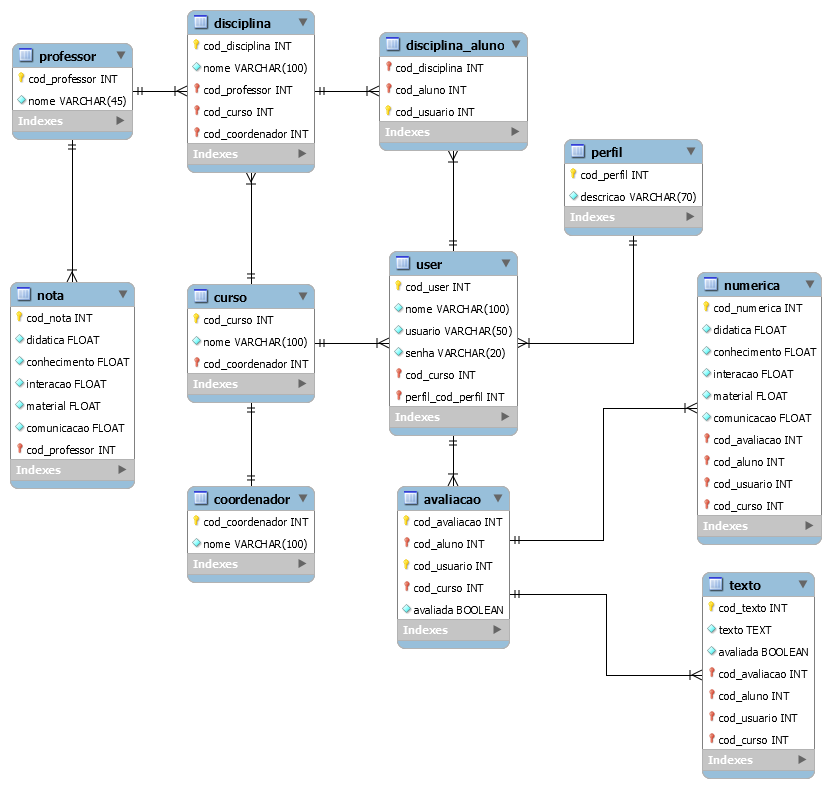 professor
cod_professor INT
nome VARCHAR(45)
Indexes
disciplina
cod_disciplina INT
nome VARCHAR(100)
cod_professor INT
cod_curso INT
cod_coordenador INT
Indexes
disciplina_aluno
cod_disciplina INT
cod_aluno INT
cod_usuario INT
Indexes
perfil
cod_perfil INT
descricao VARCHAR(70)
Indexes
nota
cod_nota INT
didatica FLOAT
conhecimento FLOAT
interacao FLOAT
material FLOAT
comunicacao FLOAT
cod_professor INT
Indexes
curso
cod_curso INT
nome VARCHAR(100)
cod_coordenador INT
Indexes
user
cod_user INT
nome VARCHAR(100)
usuario VARCHAR(50)
senha VARCHAR(20)
cod_curso INT
perfil_cod_perfil INT
Indexes
numerica
cod_numerica INT
didatica FLOAT
conhecimento FLOAT
interacao FLOAT
material FLOAT
comunicacao FLOAT
cod_avaliacao INT
cod_aluno INT
cod_usuario INT
cod_curso INT
Indexes
coordenador
cod_coordenador INT
nome VARCHAR(100)
Indexes
avaliacao
cod_avaliacao INT
cod_aluno INT
cod_usuario INT
cod_curso INT
avaliada BOOLEAN
Indexes
texto
cod_texto INT
texto TEXT
avaliada BOOLEAN
cod_avaliacao INT
cod_aluno INT
cod_usuario INT
cod_curso INT
Indexes